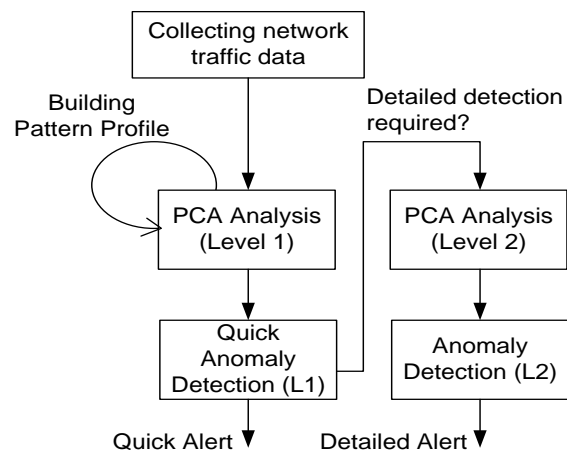 Collecting network
traffic data
Building
Pattern Profile
Detailed detection
required?
PCA Analysis
(Level 1)
PCA Analysis
(Level 2)
Quick
Anomaly
Detection (L1)
Anomaly
Detection (L2)
Quick Alert
Detailed Alert